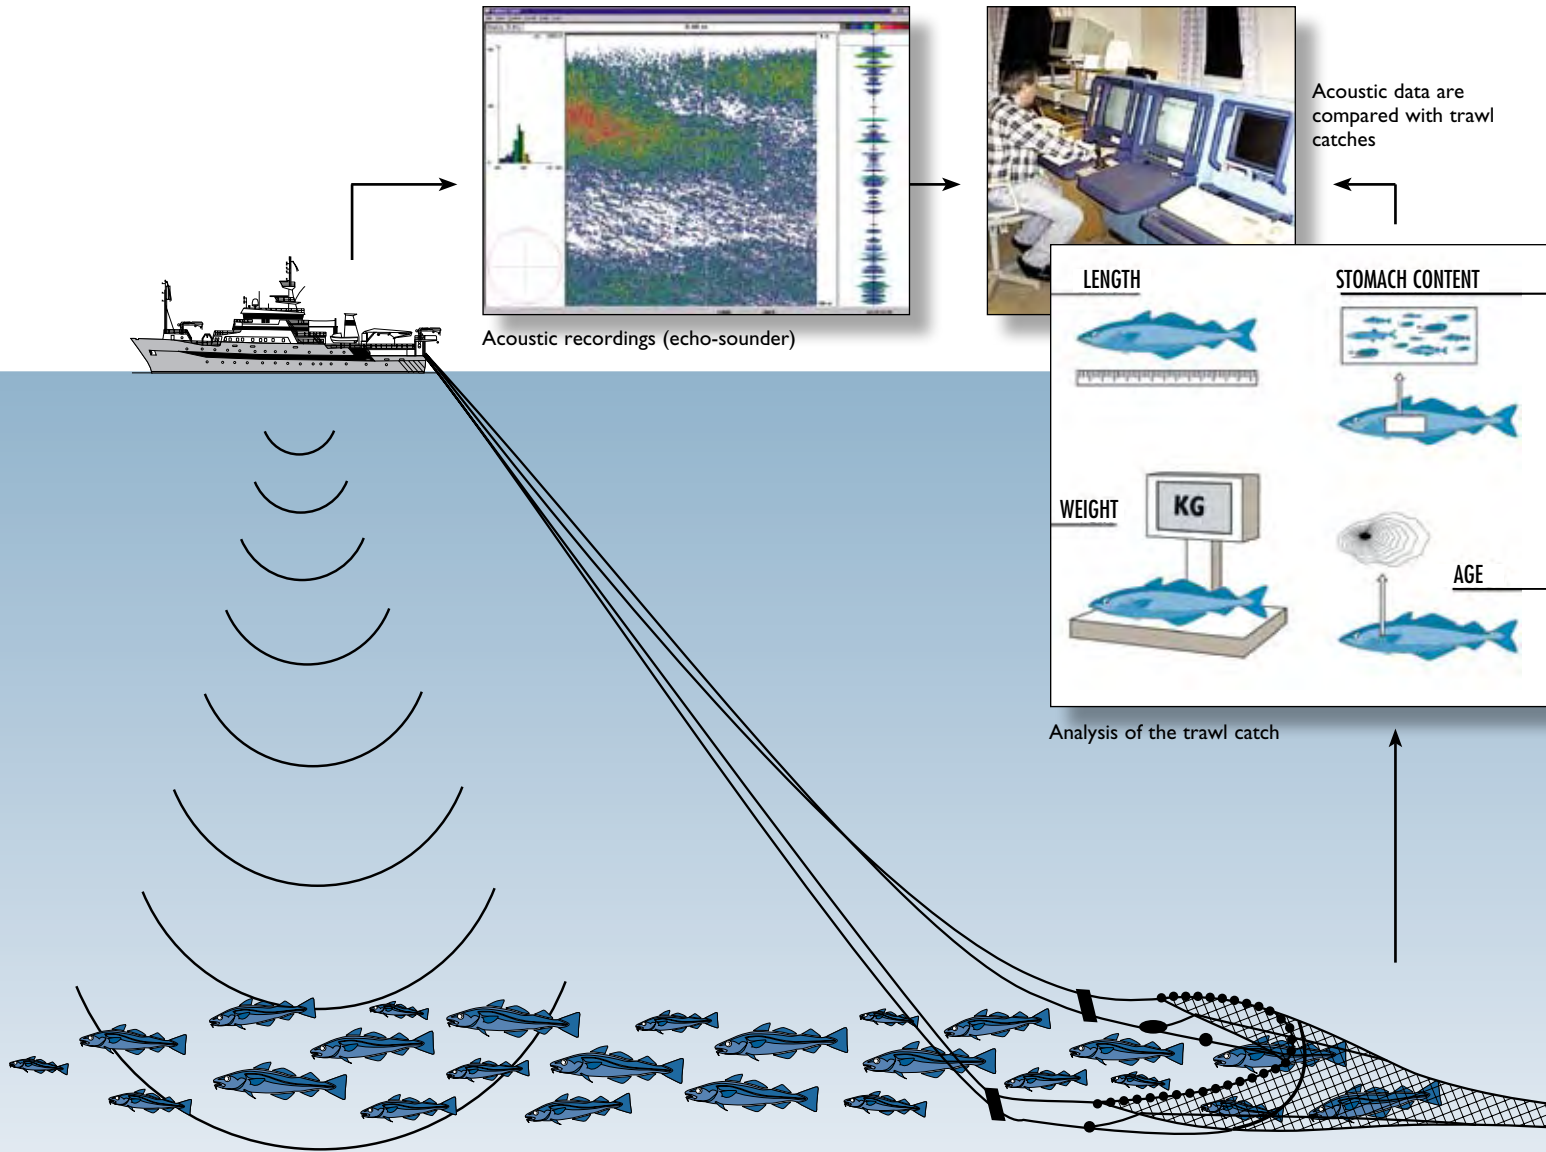 Acoustic data are
compared with trawl
catches
Acoustic recordings (echo-sounder)
LENGTH
STOMACH CONTENT
WEIGHT
KG
AGE
Analysis of the trawl catch